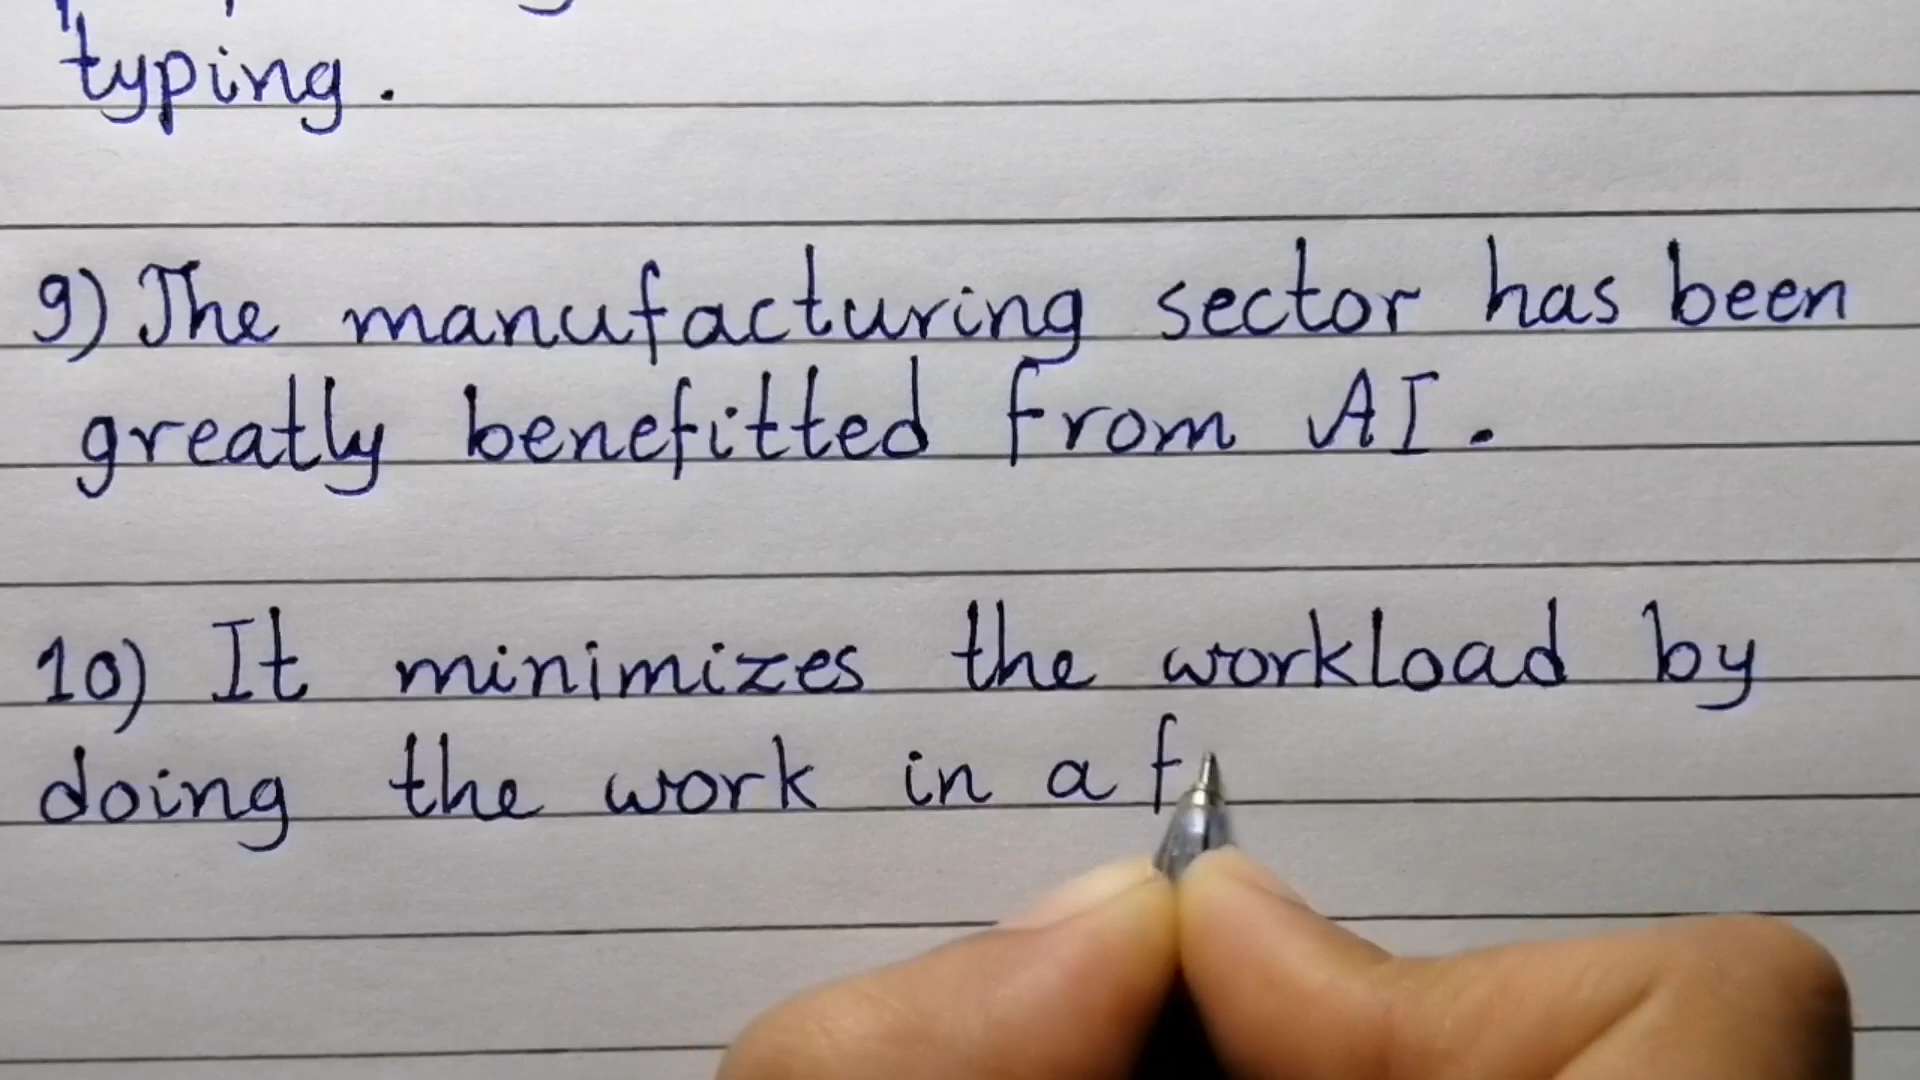 typing.
9) The manufacturing sector has been
greatly benefitted from AI.
10) It minimizes the workload by
doing the work in a f